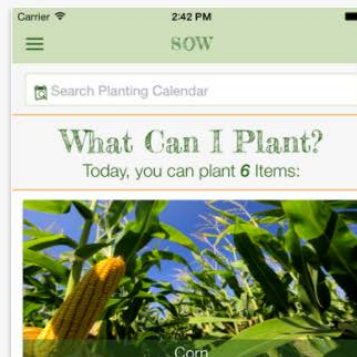 Carrier 2:42 PM
SOW
Search Planting Calendar
What Can I Plant?
Today, you can plant 6 Items:
Corn